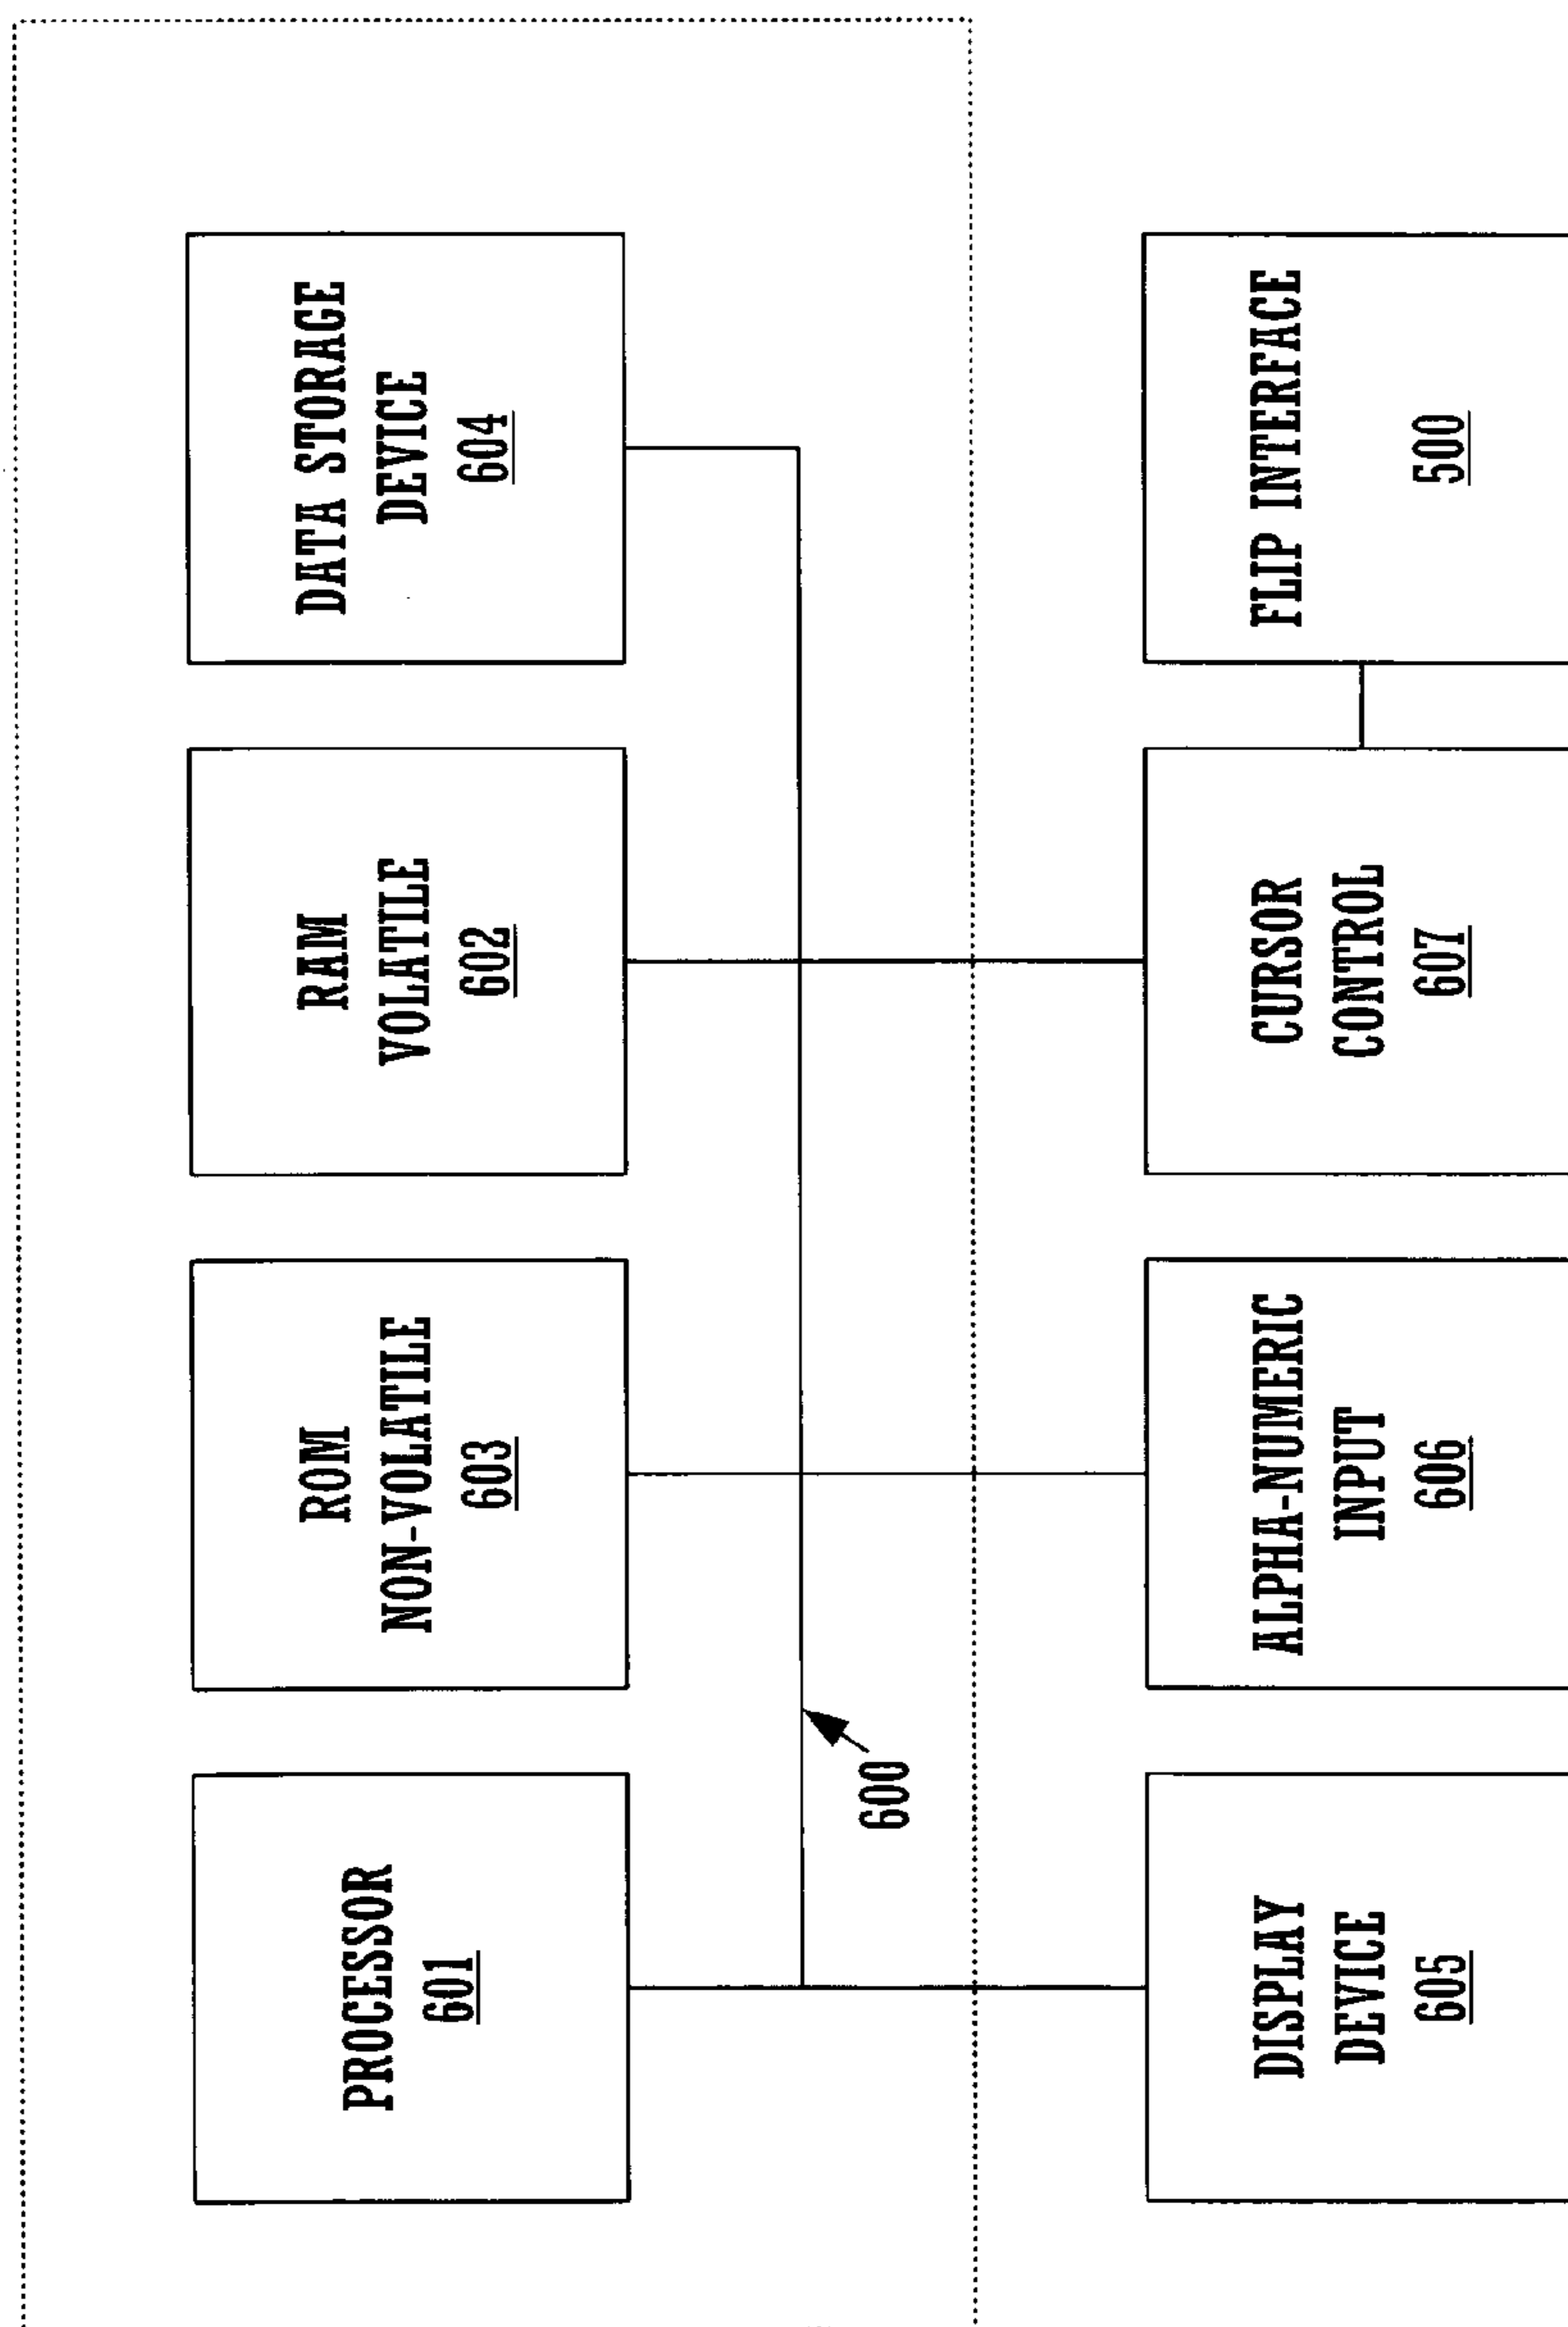 PROCESSOR
601
ROM
NON-VOLATILE
603
RAM
VOLATILE
602
DATA STORAGE
DEVICE
604
600
DISPLAY
DEVICE
605
ALPHA-NUMERIC
INPUT
606
CURSOR
CONTROL
607
FLIP INTERFACE
500